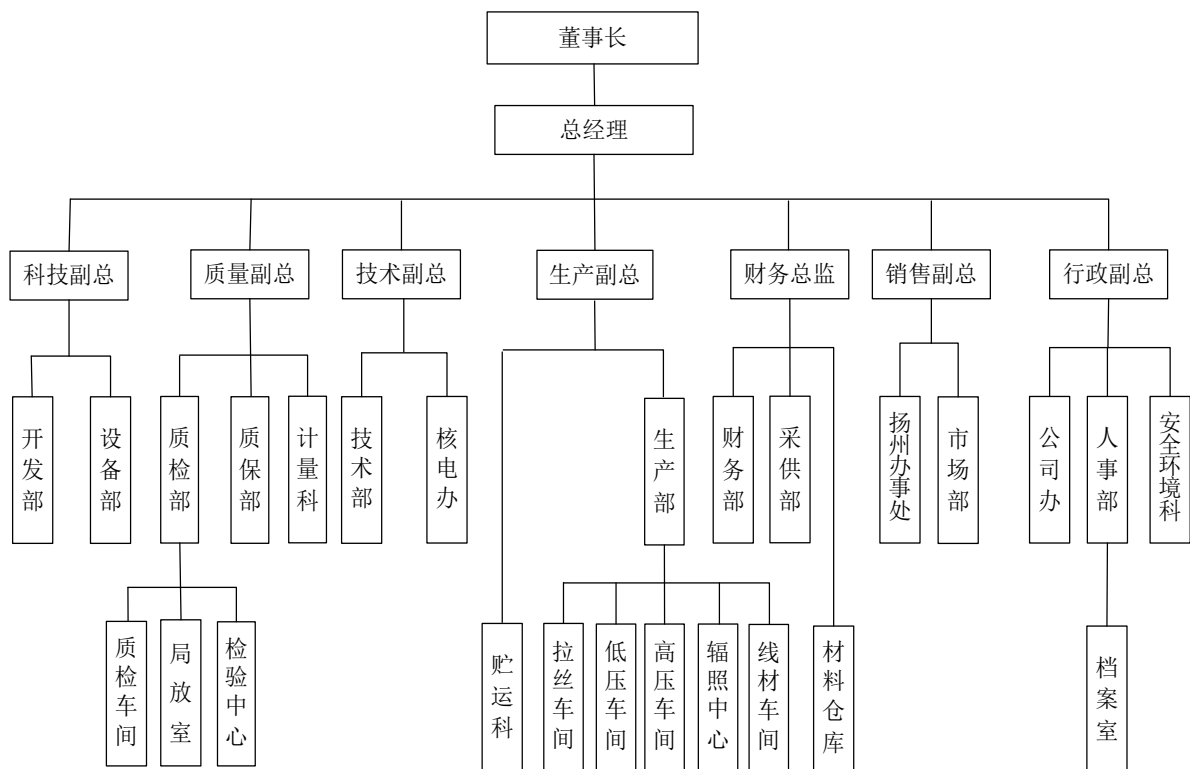 董事长
总经理
科技副总
质量副总
技术副总
生产副总
财务总监
销售副总
行政副总
开发部
设备部
质检部
质保部
计量科
技术部
核电办
生产部
财务部
采供部
扬州办事处
市场部
公司办
人事部
安全环境科
质检车间
局放室
检验中心
贮运科
拉丝车间
低压车间
高压车间
辐照中心
线材车间
材料仓库
档案室